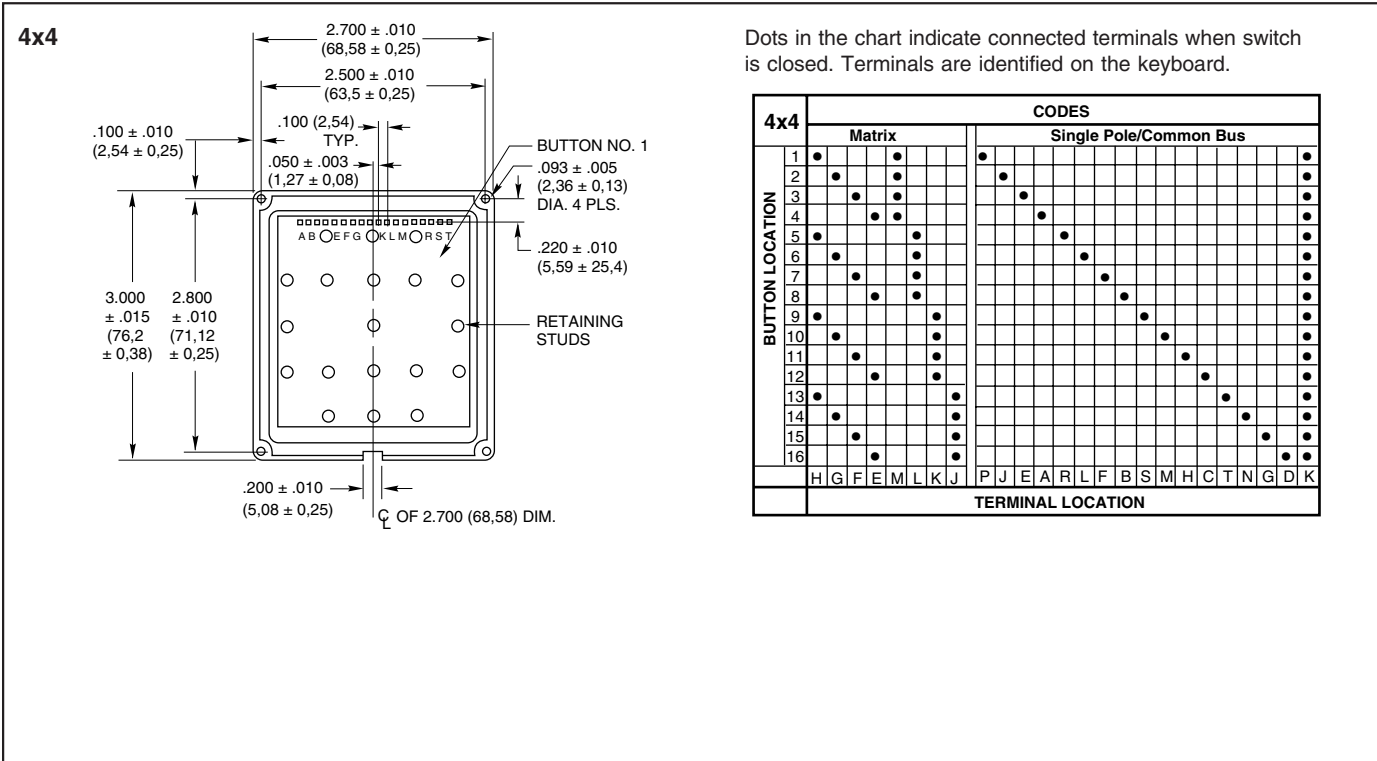 4x4
2.700 ± .010
(68,58 ± 0,25)
2.500 ± .010
(63,5 ± 0,25)
.100 ± .010
(2,54 ± 0,25)
.100 (2,54)
TYP.
.050 ± .003
(1,27 ± 0,08)
BUTTON NO. 1
.093 ± .005
(2,36 ± 0,13)
DIA. 4 PLS.
A B E F G K L M R S T
.220 ± .010
(5,59 ± 25,4)
3.000
± .015
(76,2
± 0,38)
2.800
± .010
(71,12
± 0,25)
RETAINING
STUDS
.200 ± .010
(5,08 ± 0,25)
CL OF 2.700 (68,58) DIM.
Dots in the chart indicate connected terminals when switch
is closed. Terminals are identified on the keyboard.
4x4
CODES
Matrix Single Pole/Common Bus
BUTTON LOCATION
1
2
3
4
5
6
7
8
9
10
11
12
13
14
15
16
H G F E M L K J P J E A R L F B S M H C T N G D K
TERMINAL LOCATION